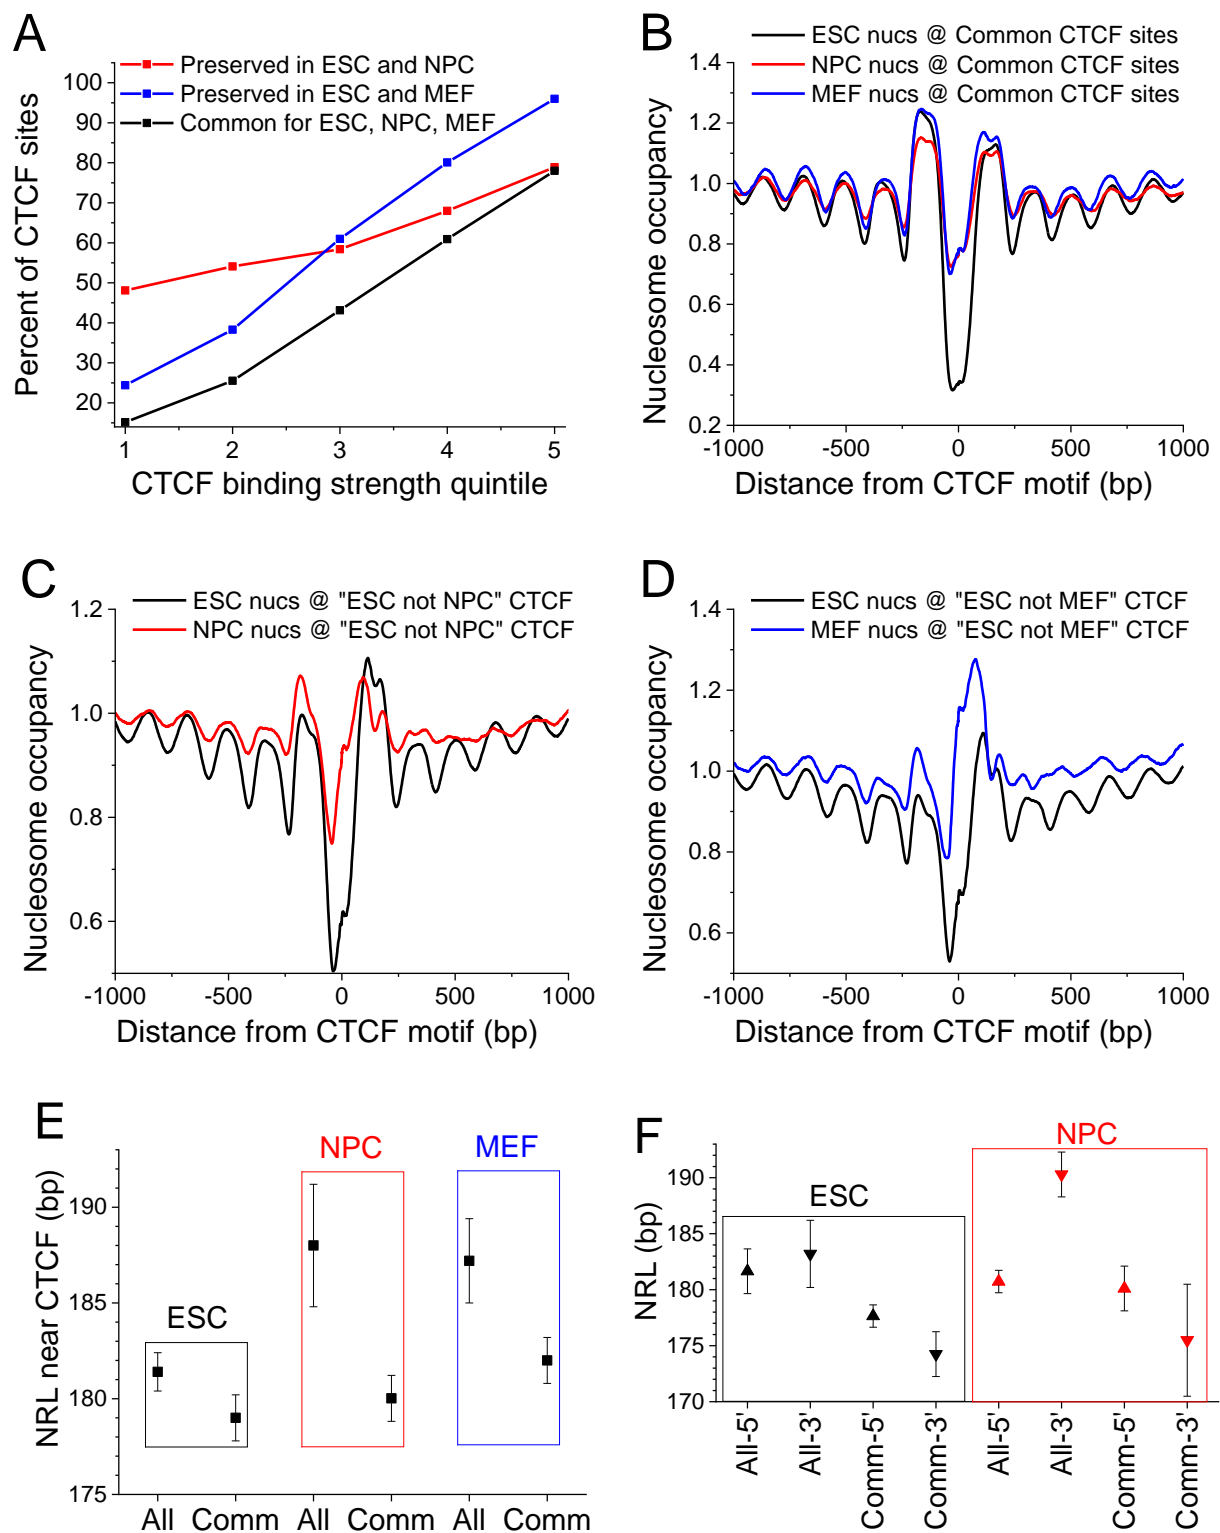 A
Preserved in ESC and NPC
Preserved in ESC and MEF
Common for ESC, NPC, MEF
Percent of CTCF sites
100
90
80
70
60
50
40
30
20
1 2 3 4 5
CTCF binding strength quintile
B
ESC nucs @ Common CTCF sites
NPC nucs @ Common CTCF sites
MEF nucs @ Common CTCF sites
Nucleosome occupancy
1.4
1.2
1.0
0.8
0.6
0.4
0.2
-1000 -500 0 500 1000
Distance from CTCF motif (bp)
C
ESC nucs @ "ESC not NPC" CTCF
NPC nucs @ "ESC not NPC" CTCF
Nucleosome occupancy
1.2
1.0
0.8
0.6
-1000 -500 0 500 1000
Distance from CTCF motif (bp)
D
ESC nucs @ "ESC not MEF" CTCF
MEF nucs @ "ESC not MEF" CTCF
Nucleosome occupancy
1.4
1.2
1.0
0.8
0.6
-1000 -500 0 500 1000
Distance from CTCF motif (bp)
E
NRL near CTCF (bp)
190
185
180
175
ESC
NPC
MEF
All Comm All Comm All Comm
F
NRL (bp)
190
185
180
175
170
ESC
NPC
All-5'
All-3'
Comm-5'
Comm-3'
All-5'
All-3'
Comm-5'
Comm-3'